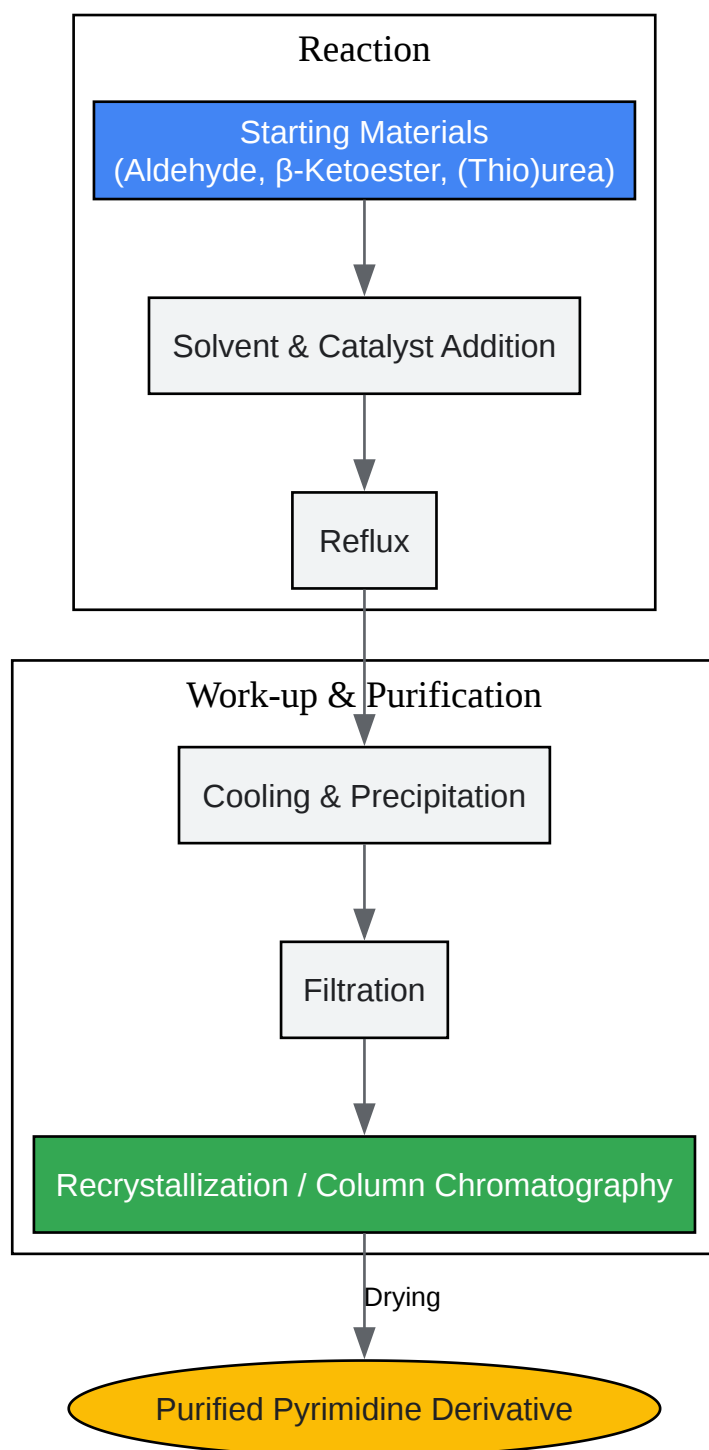 Reaction
Starting Materials
(Aldehyde, β-Ketoester, (Thio)urea)
Solvent & Catalyst Addition
Reflux
Work-up & Purification
Cooling & Precipitation
Filtration
Recrystallization / Column Chromatography
Drying
Purified Pyrimidine Derivative